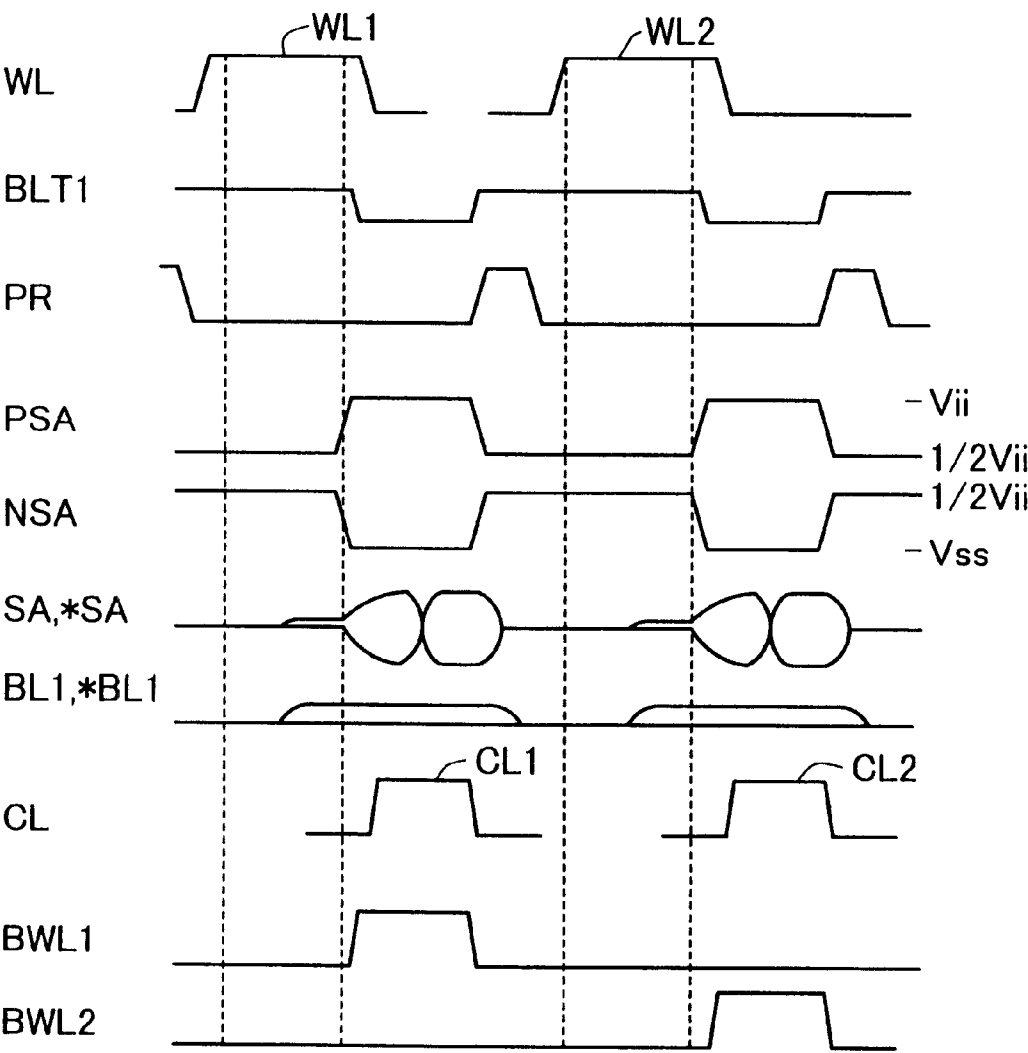 WL1
WL2
WL
BLT1
PR
PSA
Vii
1/2Vii
NSA
1/2Vii
Vss
SA,*SA
BL1,*BL1
CL1
CL2
CL
BWL1
BWL2